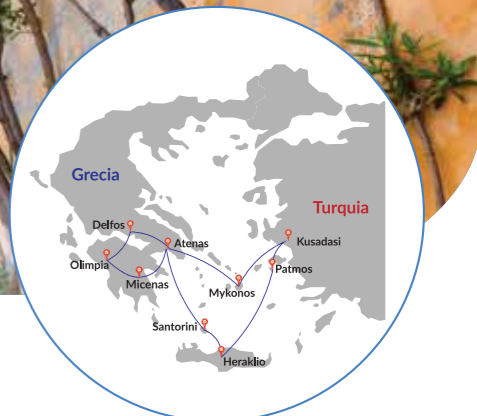 Grecia
Turquia
Delfos
Atenas
Kusadasi
Olimpia
Patmos
Micenas
Mykonos
Santorini
Heraklio